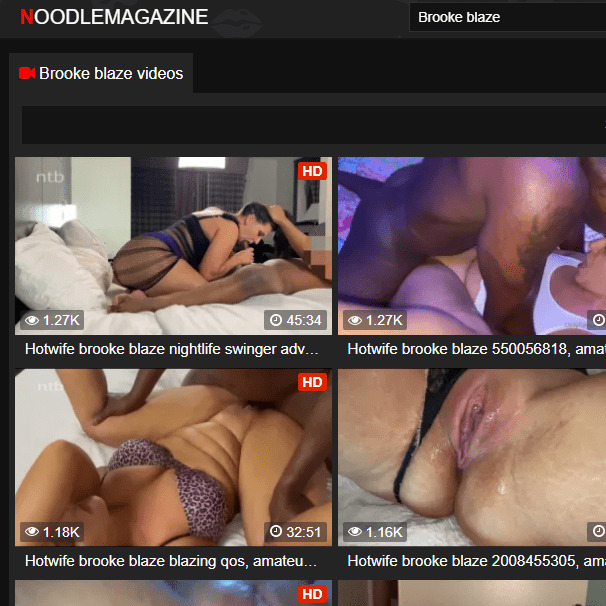 NOODLEMAGAZINE
Brooke blaze
Brooke blaze videos
ntb
HD
1.27K
45:34
1.27K
Hotwife brooke blaze nightlife swinger adv...
Hotwife brooke blaze 550056818, amat
ntb
HD
1.18K
32:51
1.16K
Hotwife brooke blaze blazing qos, amateu...
Hotwife brooke blaze 2008455305, ama
HD